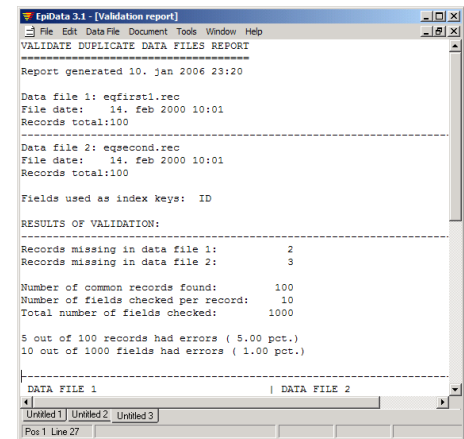 EpiData 3.1 - [Validation report]
File Edit Data File Document Tools Window Help
VALIDATE DUPLICATE DATA FILES REPORT
====================================
Report generated 10. jan 2006 23:20
Data file 1: eqfirst1.rec
File date: 14. feb 2000 10:01
Records total:100
Data file 2: eqsecond.rec
File date: 14. feb 2000 10:01
Records total:100
Fields used as index keys: ID
RESULTS OF VALIDATION:
Records missing in data file 1: 2
Records missing in data file 2: 3
Number of common records found: 100
Number of fields checked per record: 10
Total number of fields checked: 1000
5 out of 100 records had errors ( 5.00 pct.)
10 out of 1000 fields had errors ( 1.00 pct.)
DATA FILE 1 | DATA FILE 2
Untitled 1 Untitled 2 Untitled 3
Pos 1 Line 27